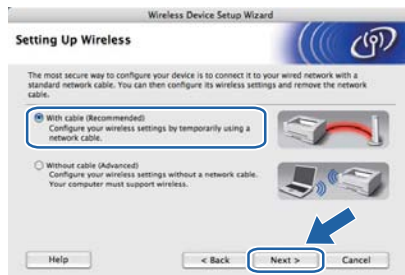 Wireless Device Setup Wizard
Setting Up Wireless
The most secure way to configure your device is to connect it to your wired network with a
standard network cable. You can then configure its wireless settings and remove the network
cable.
With cable (Recommended)
Configure your wireless settings by temporarily using a
network cable.
Without cable (Advanced)
Configure your wireless settings without a network cable.
Your computer must support wireless.
Help
< Back
Next >
Cancel